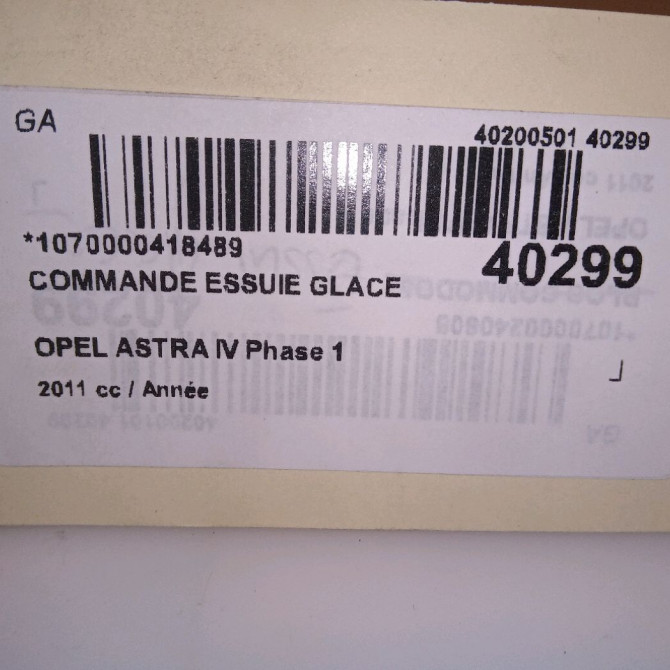 GA
40200501 40299
*1070000418489
40299
COMMANDE ESSUIE GLACE
OPEL ASTRA IV Phase 1
2011 cc / Année